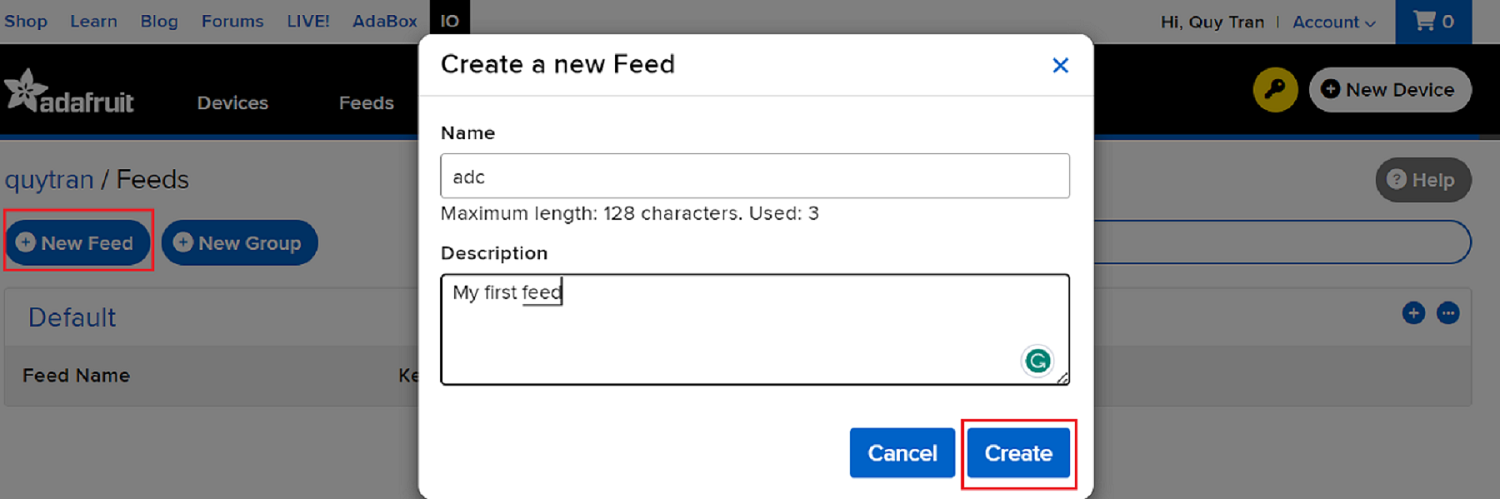 Shop Learn Blog Forums LIVE! AdaBox IO Hi, Quy Tran | Account 0
Create a new Feed
adafruit Devices Feeds New Device
Name
adc
quytran / Feeds Help
Maximum length: 128 characters. Used: 3
New Feed New Group
Description
My first feed
Default
Feed Name Ke
Cancel Create